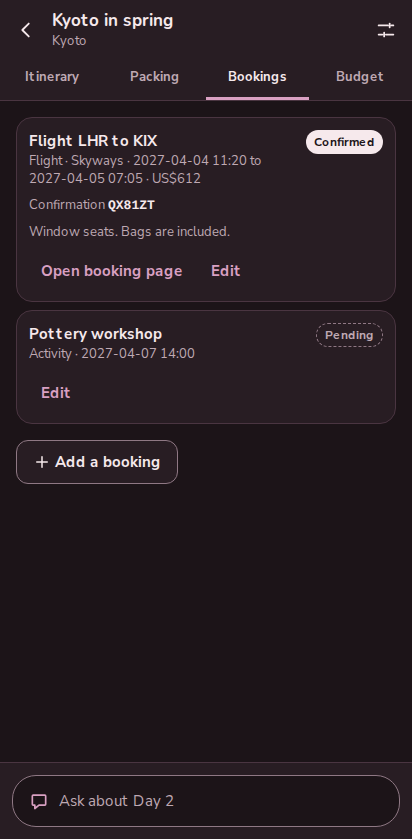 Kyoto in spring
Kyoto
Itinerary
Packing
Bookings
Budget
Flight LHR to KIX
Confirmed
Flight · Skyways · 2027-04-04 11:20 to
2027-04-05 07:05 · US$612
Confirmation QX81ZT
Window seats. Bags are included.
Open booking page
Edit
Pottery workshop
Pending
Activity · 2027-04-07 14:00
Edit
Add a booking
Ask about Day 2